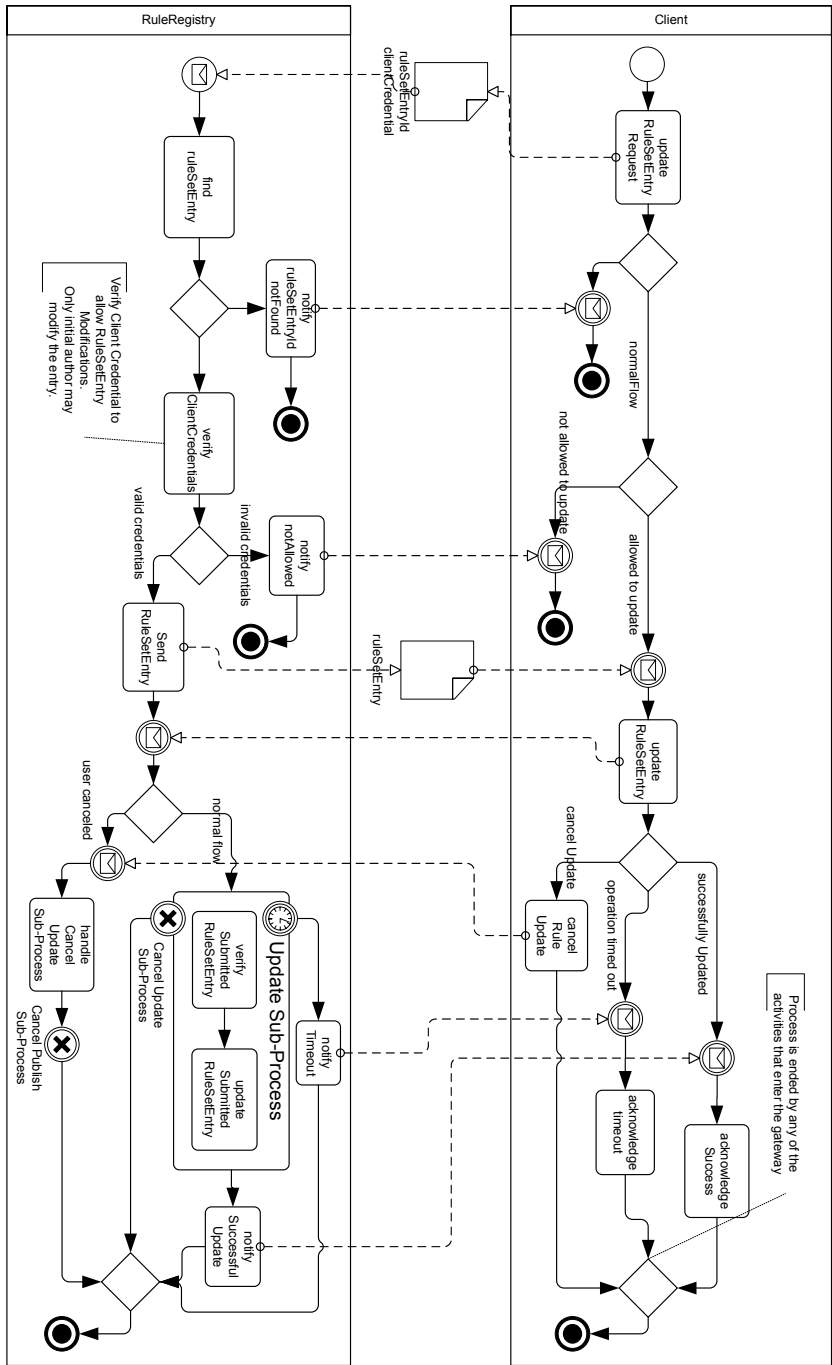 Client
update
RuleSetEntry
Request
normalFlow
not allowed to update
allowed to update
update
RuleSetEntry
successfully Updated
operation timed out
cancel Update
cancel
Rule
Update
acknowledge
timeout
acknowledge
Success
Process is ended by any of the
activities that enter the gateway
ruleSetEntryId
clientCredential
ruleSetEntry
RuleRegistry
find
ruleSetEntry
notify
ruleSetEntryId
notFound
verify
ClientCredentials
Verify Client Credential to
allow RuleSetEntry
Modifications.
Only initial author may
modify the entry.
invalid credentials
valid credentials
notify
notAllowed
Send
RuleSetEntry
normal flow
user canceled
Update Sub-Process
verify
Submitted
RuleSetEntry
update
Submitted
RuleSetEntry
notify
Timeout
Cancel Update
Sub-Process
handle
Cancel
Update
Sub-Process
Cancel Publish
Sub-Process
notify
Successful
Update